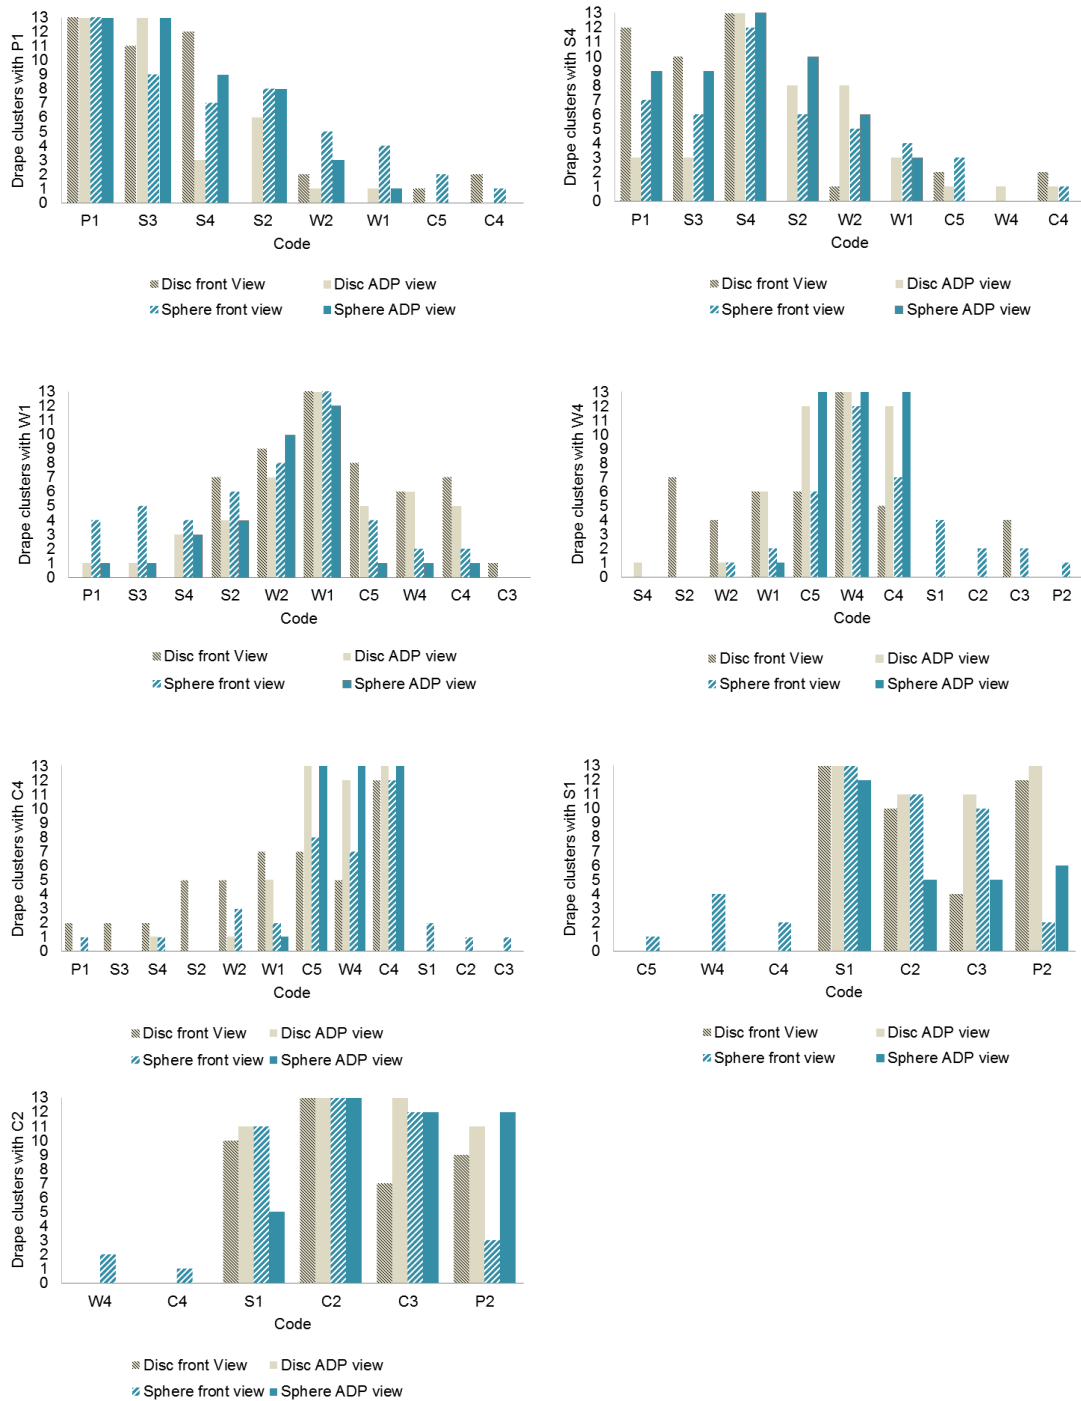 Drape clusters with P1
13
12
11
10
9
8
7
6
5
4
3
2
1
0
P1 S3 S4 S2 W2 W1 C5 C4
Code
Disc front View Disc ADP view
Sphere front view Sphere ADP view
Drape clusters with S4
13
12
11
10
9
8
7
6
5
4
3
2
1
0
P1 S3 S4 S2 W2 W1 C5 W4 C4
Code
Disc front View Disc ADP view
Sphere front view Sphere ADP view
Drape clusters with W1
13
12
11
10
9
8
7
6
5
4
3
2
1
0
P1 S3 S4 S2 W2 W1 C5 W4 C4 C3
Code
Disc front View Disc ADP view
Sphere front view Sphere ADP view
Drape clusters with W4
13
12
11
10
9
8
7
6
5
4
3
2
1
0
S4 S2 W2 W1 C5 W4 C4 S1 C2 C3 P2
Code
Disc front View Disc ADP view
Sphere front view Sphere ADP view
Drape clusters with C4
13
12
11
10
9
8
7
6
5
4
3
2
1
0
P1 S3 S4 S2 W2 W1 C5 W4 C4 S1 C2 C3
Code
Disc front View Disc ADP view
Sphere front view Sphere ADP view
Drape clusters with S1
13
12
11
10
9
8
7
6
5
4
3
2
1
0
C5 W4 C4 S1 C2 C3 P2
Code
Disc front View Disc ADP view
Sphere front view Sphere ADP view
Drape clusters with C2
13
12
11
10
9
8
7
6
5
4
3
2
1
0
W4 C4 S1 C2 C3 P2
Code
Disc front View Disc ADP view
Sphere front view Sphere ADP view